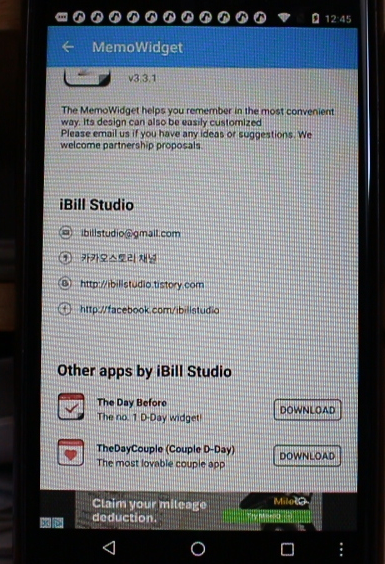 12:45
MemoWidget
v3.3.1
The MemoWidget helps you remember in the most convenient
way. Its design can also be easily customized
Please email us if you have any ideas or suggestions. We
welcome partnership proposals.
iBill Studio
ibillstudio@gmail.com
카카오스토리 채널
http://ibillstudio.tistory.com
http://facebook.com/ibillstudio
Other apps by iBill Studio
The Day Before
The no. 1 D-Day widget!
DOWNLOAD
TheDayCouple (Couple D-Day)
The most lovable couple app
DOWNLOAD
Claim your mileage
deduction.
MileIQ
Try MileIQ